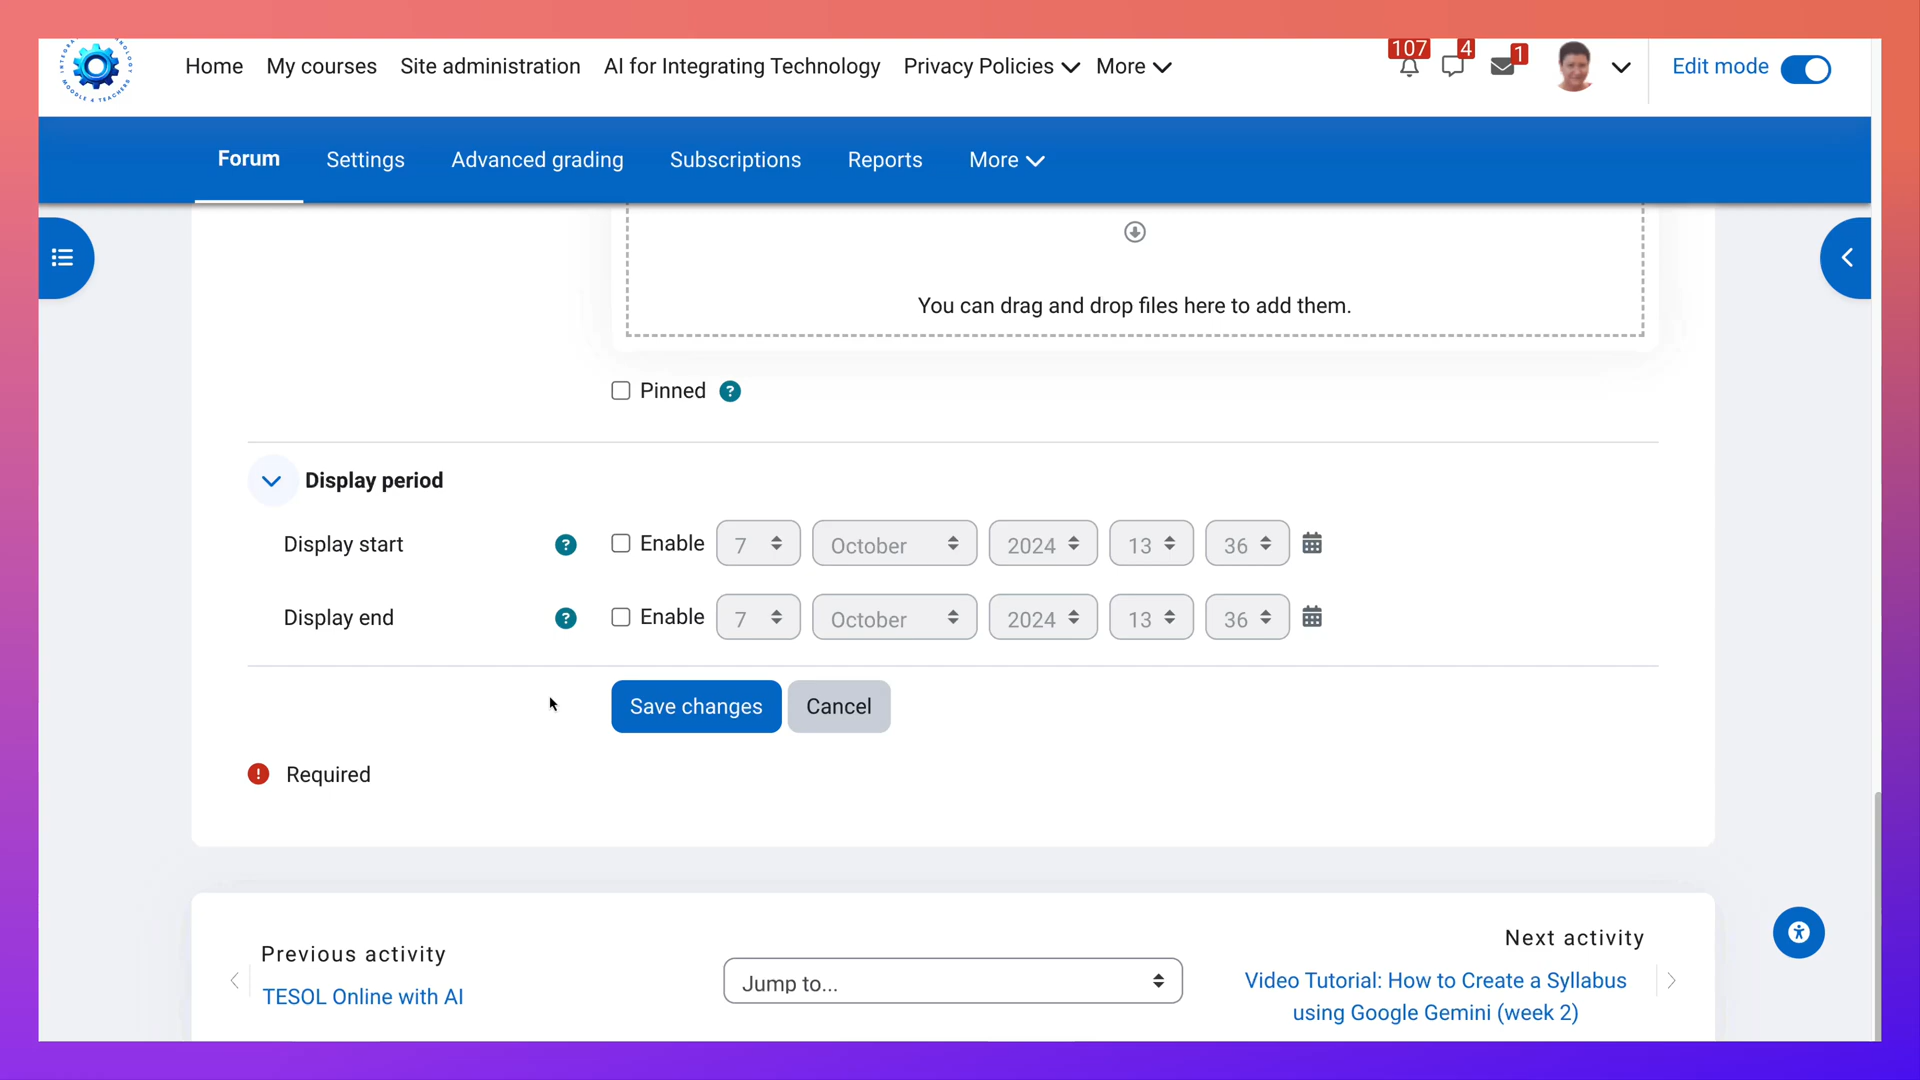 MOODLE 4 TEACHERS
Home My courses Site administration AI for Integrating Technology Privacy Policies More
107 4 1
Edit mode
Forum Settings Advanced grading Subscriptions Reports More
You can drag and drop files here to add them.
Pinned ?
Display period
Display start ? Enable 7 October 2024 13 36
Display end ? Enable 7 October 2024 13 36
Save changes Cancel
! Required
Previous activity
TESOL Online with AI
Jump to...
Next activity
Video Tutorial: How to Create a Syllabus
using Google Gemini (week 2)